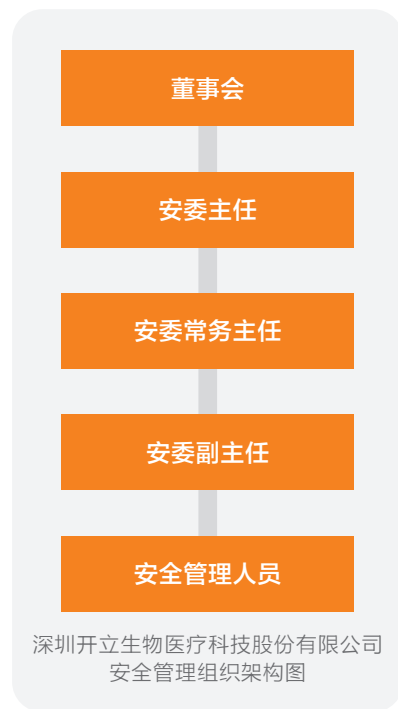 董事会
安委主任
安委常务主任
安委副主任
安全管理人员
深圳开立生物医疗科技股份有限公司
安全管理组织架构图